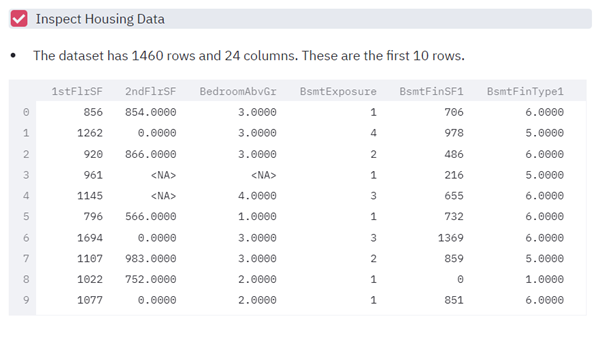 Inspect Housing Data
• The dataset has 1460 rows and 24 columns. These are the first 10 rows.
1stFlrSF 2ndFlrSF BedroomAbvGr BsmtExposure BsmtFinSF1 BsmtFinType1
0 856 854.0000 3.0000 1 706 6.0000
1 1262 0.0000 3.0000 4 978 5.0000
2 920 866.0000 3.0000 2 486 6.0000
3 961 <NA> <NA> 1 216 5.0000
4 1145 <NA> 4.0000 3 655 6.0000
5 796 566.0000 1.0000 1 732 6.0000
6 1694 0.0000 3.0000 3 1369 6.0000
7 1107 983.0000 3.0000 2 859 5.0000
8 1022 752.0000 2.0000 1 0 1.0000
9 1077 0.0000 2.0000 1 851 6.0000